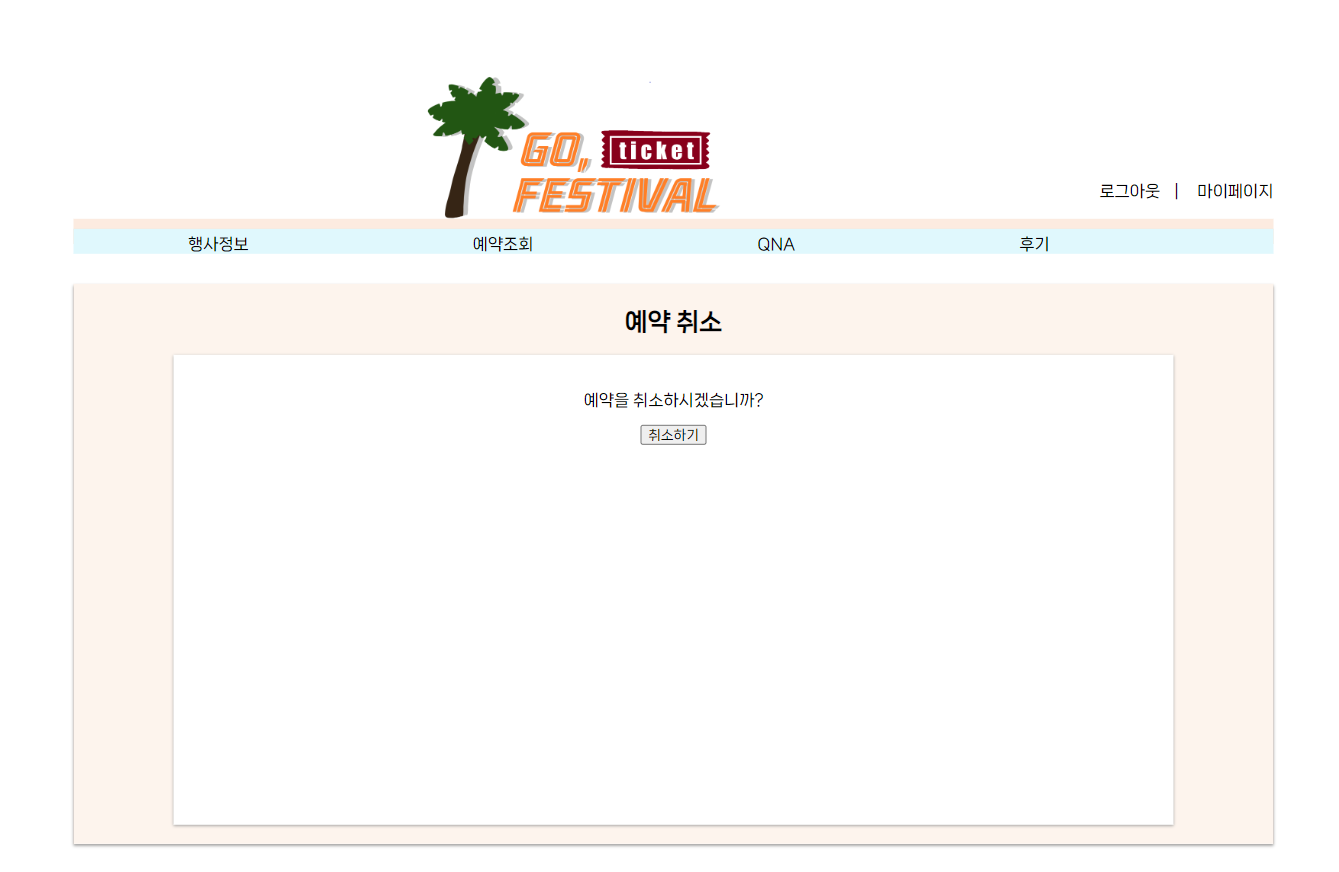 GO, ticket
FESTIVAL
로그아웃 | 마이페이지
행사정보 예약조회 QNA 후기
예약 취소
예약을 취소하시겠습니까?
취소하기